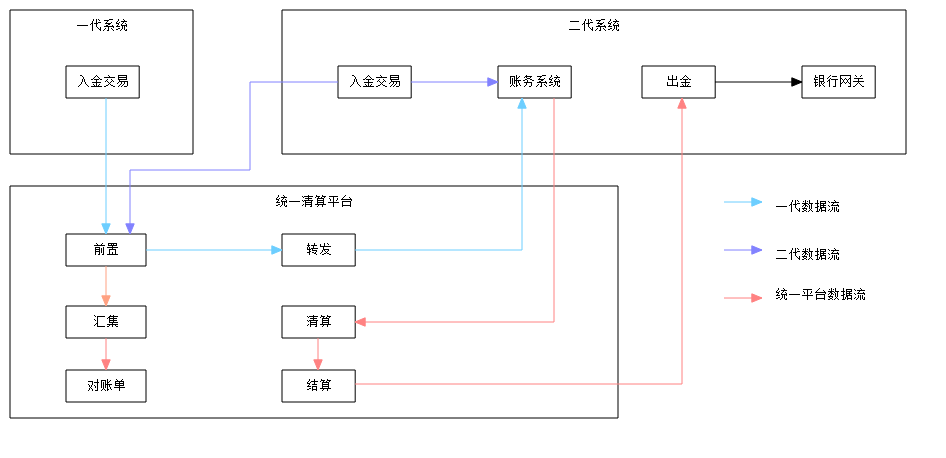 一代系统
二代系统
入金交易
入金交易
账务系统
出金
银行网关
统一清算平台
一代数据流
前置
转发
二代数据流
统一平台数据流
汇集
清算
对账单
结算